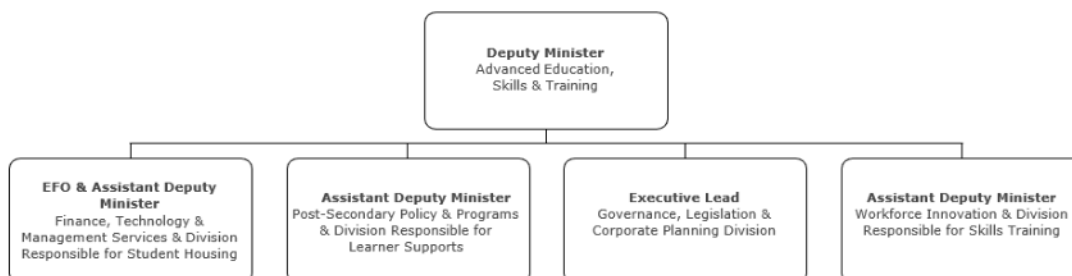 Deputy Minister
Advanced Education,
Skills & Training
EFO & Assistant Deputy
Minister
Finance, Technology &
Management Services & Division
Responsible for Student Housing
Assistant Deputy Minister
Post-Secondary Policy & Programs
& Division Responsible for
Learner Supports
Executive Lead
Governance, Legislation &
Corporate Planning Division
Assistant Deputy Minister
Workforce Innovation & Division
Responsible for Skills Training